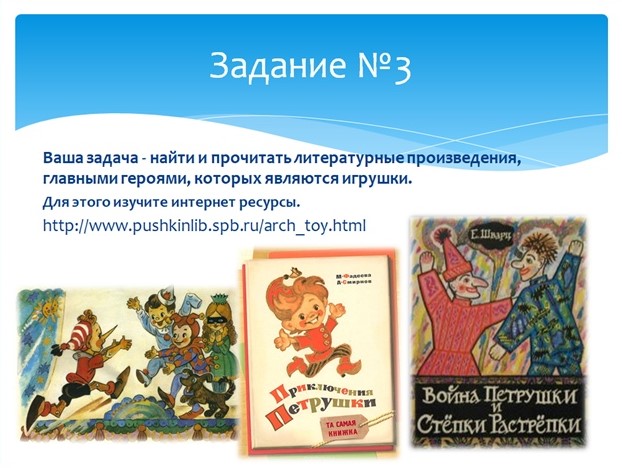 Задание №3
Ваша задача - найти и прочитать литературные произведения,
главными героями, которых являются игрушки.
Для этого изучите интернет ресурсы.
http://www.pushkinlib.spb.ru/arch_toy.html
М. Фадеева
А. Смирнов
Приключения
Петрушки
ТА САМАЯ
КНИЖКА
Е. Шварц
ВОЙНА ПЕТРУШКИ
И
СТЁПКИ РАСТРЁПКИ